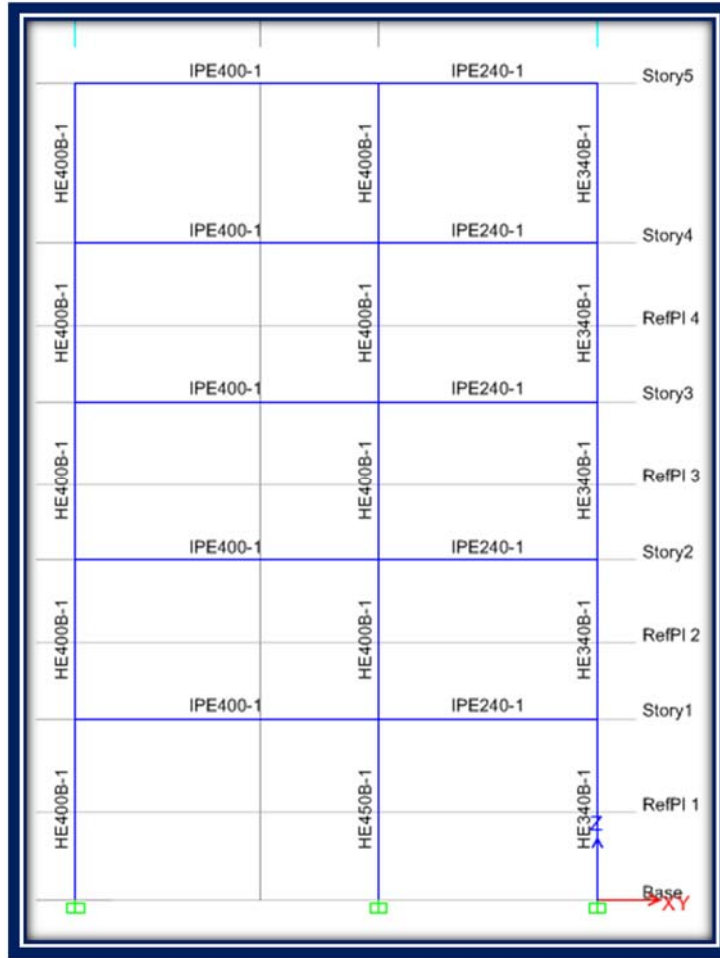 IPE400-1 IPE240-1 Story5
HE400B-1 HE400B-1 HE340B-1
IPE400-1 IPE240-1 Story4
HE400B-1 HE400B-1 HE340B-1 RefPl 4
IPE400-1 IPE240-1 Story3
HE400B-1 HE400B-1 HE340B-1 RefPl 3
IPE400-1 IPE240-1 Story2
HE400B-1 HE400B-1 HE340B-1 RefPl 2
IPE400-1 IPE240-1 Story1
HE400B-1 HE450B-1 HE340B-1 RefPl 1
Z
Base
XY